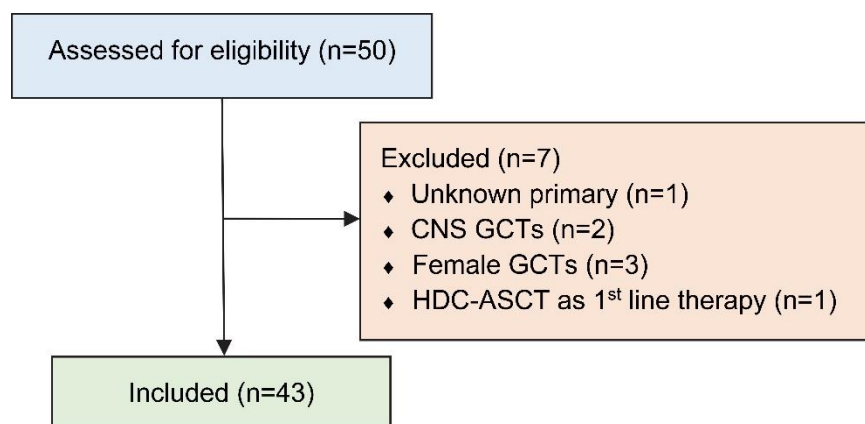 Assessed for eligibility (n=50)
Excluded (n=7)
♦ Unknown primary (n=1)
♦ CNS GCTs (n=2)
♦ Female GCTs (n=3)
♦ HDC-ASCT as 1st line therapy (n=1)
Included (n=43)